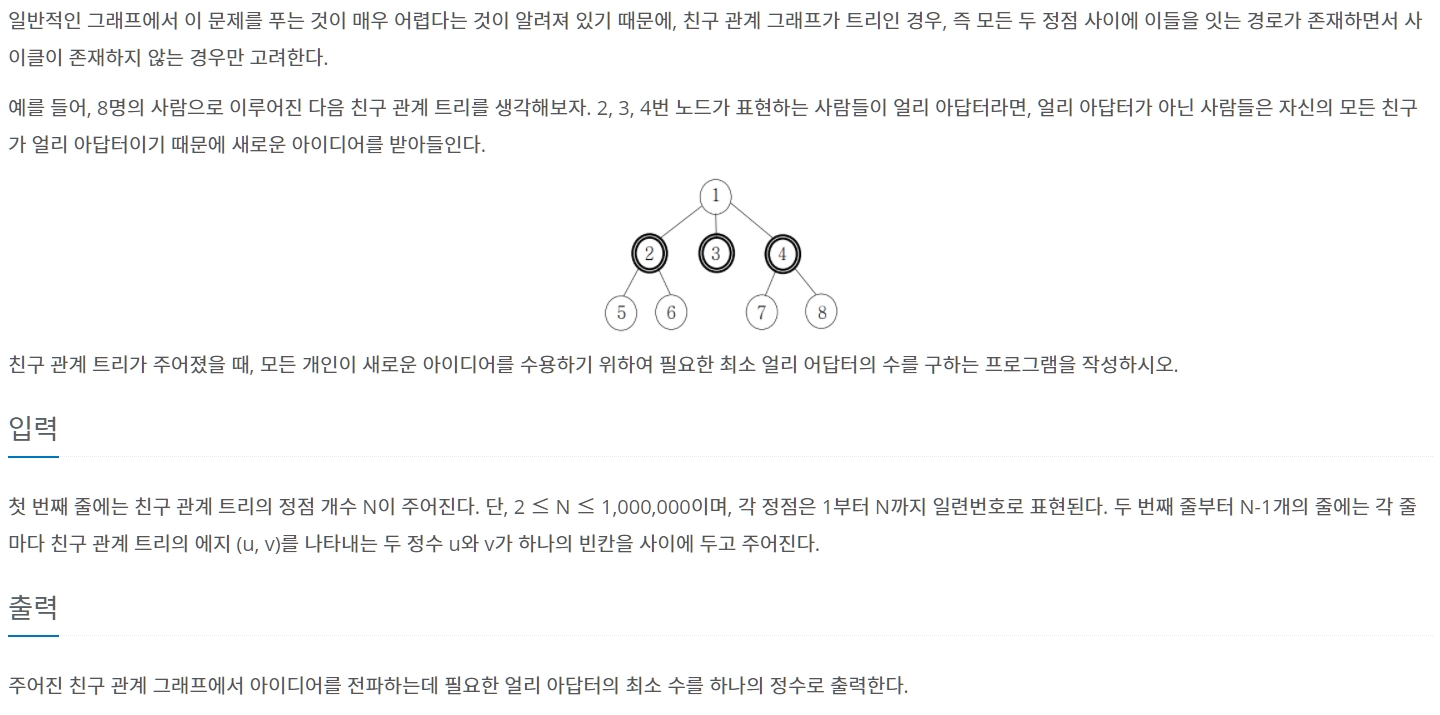 일반적인 그래프에서 이 문제를 푸는 것이 매우 어렵다는 것이 알려져 있기 때문에, 친구 관계 그래프가 트리인 경우, 즉 모든 두 정점 사이에 이들을 잇는 경로가 존재하면서 사
이클이 존재하지 않는 경우만 고려한다.
예를 들어, 8명의 사람으로 이루어진 다음 친구 관계 트리를 생각해보자. 2, 3, 4번 노드가 표현하는 사람들이 얼리 아답터라면, 얼리 아답터가 아닌 사람들은 자신의 모든 친구
가 얼리 아답터이기 때문에 새로운 아이디어를 받아들인다.
1
2 3 4
5 6 7 8
친구 관계 트리가 주어졌을 때, 모든 개인이 새로운 아이디어를 수용하기 위하여 필요한 최소 얼리 어답터의 수를 구하는 프로그램을 작성하시오.
입력
첫 번째 줄에는 친구 관계 트리의 정점 개수 N이 주어진다. 단, 2 ≤ N ≤ 1,000,000이며, 각 정점은 1부터 N까지 일련번호로 표현된다. 두 번째 줄부터 N-1개의 줄에는 각 줄
마다 친구 관계 트리의 에지 (u, v)를 나타내는 두 정수 u와 v가 하나의 빈칸을 사이에 두고 주어진다.
출력
주어진 친구 관계 그래프에서 아이디어를 전파하는데 필요한 얼리 아답터의 최소 수를 하나의 정수로 출력한다.